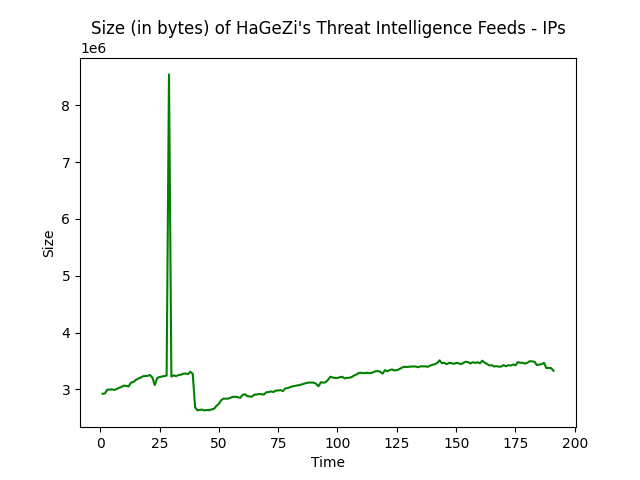 Size (in bytes) of HaGeZi's Threat Intelligence Feeds - IPs
1e6
8
7
6
5
4
3
Size
0 25 50 75 100 125 150 175 200
Time